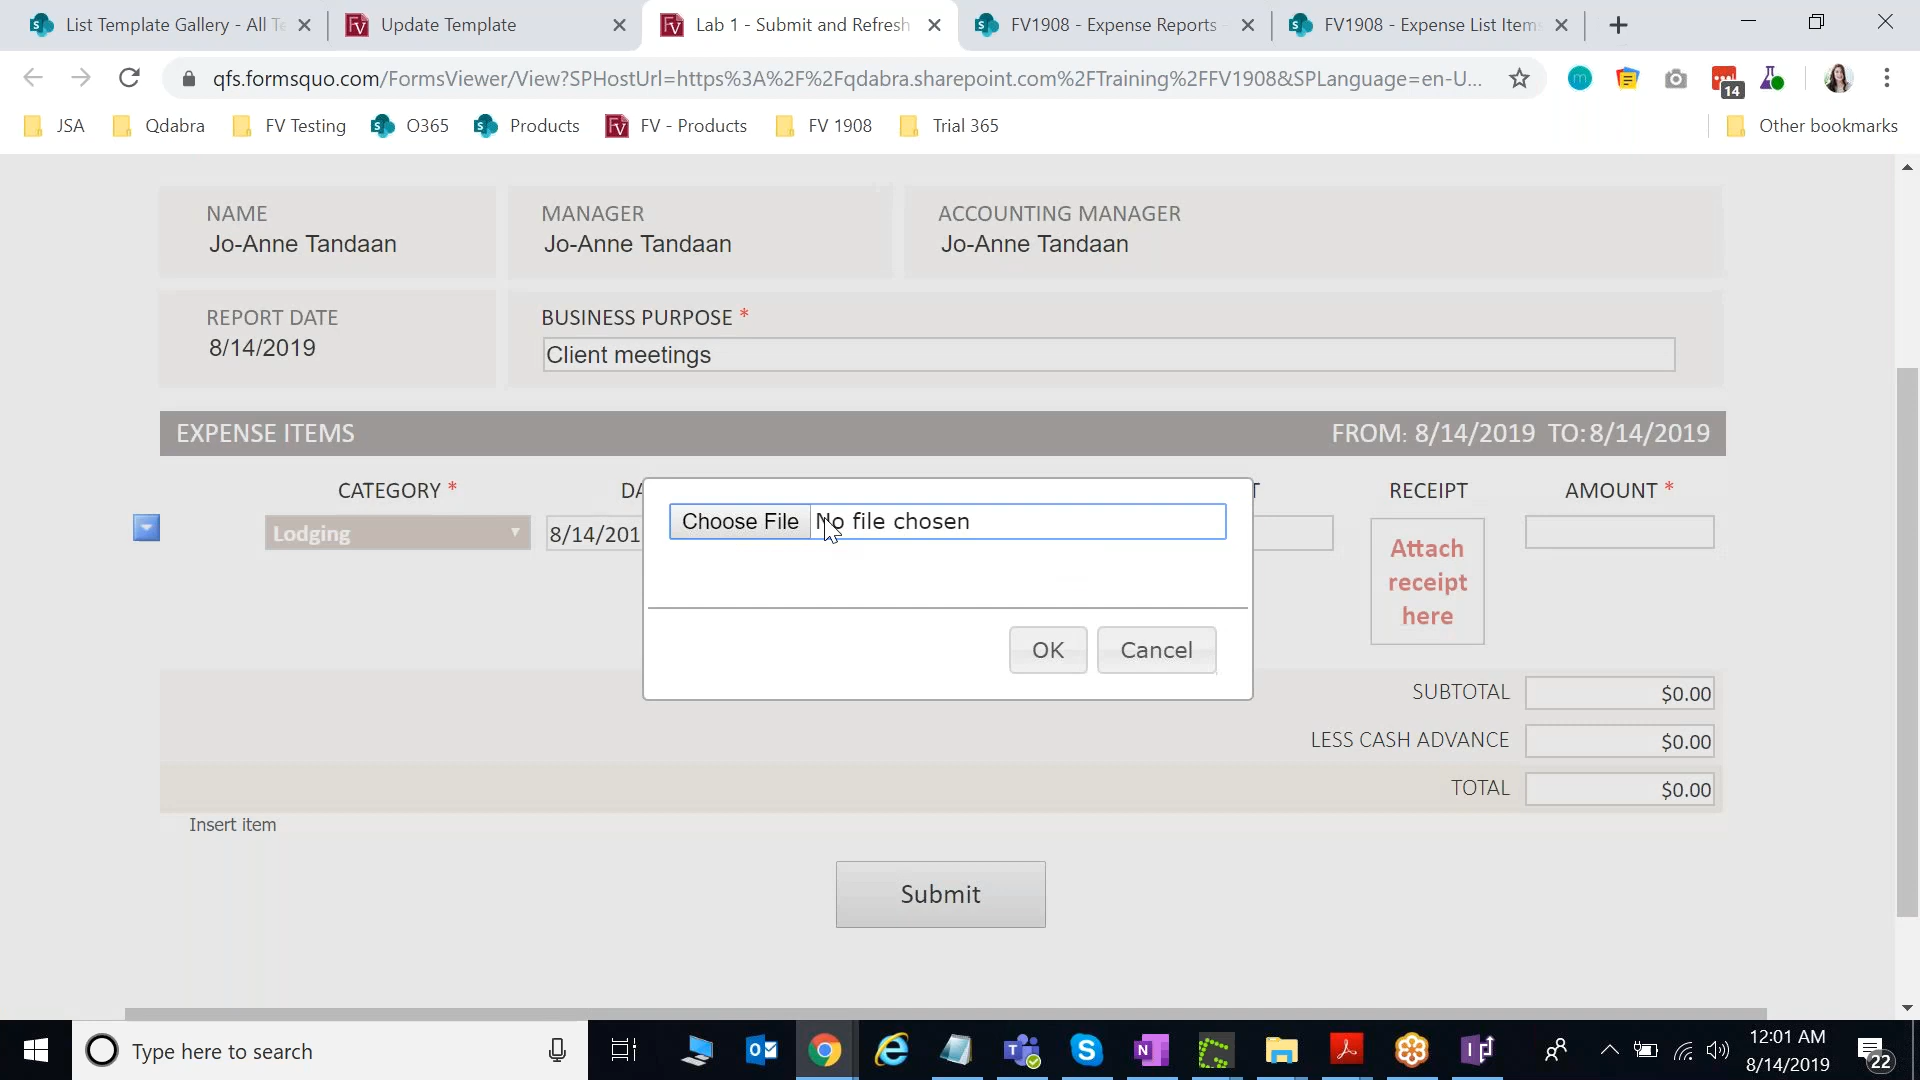 List Template Gallery - All Te
Update Template
Lab 1 - Submit and Refresh
FV1908 - Expense Reports -
FV1908 - Expense List Items
qfs.formsquo.com/FormsViewer/View?SPHostUrl=https%3A%2F%2Fqdabra.sharepoint.com%2FTraining%2FFV1908&SPLanguage=en-U...
14
JSA
Qdabra
FV Testing
O365
Products
FV - Products
FV 1908
Trial 365
Other bookmarks
NAME
Jo-Anne Tandaan
MANAGER
Jo-Anne Tandaan
ACCOUNTING MANAGER
Jo-Anne Tandaan
REPORT DATE
8/14/2019
BUSINESS PURPOSE *
Client meetings
EXPENSE ITEMS
FROM: 8/14/2019 TO: 8/14/2019
CATEGORY *
DA
T
RECEIPT
AMOUNT *
Lodging
8/14/201
Choose File
No file chosen
Attach
receipt
here
OK
Cancel
SUBTOTAL
$0.00
LESS CASH ADVANCE
$0.00
TOTAL
$0.00
Insert item
Submit
Type here to search
12:01 AM
8/14/2019
22